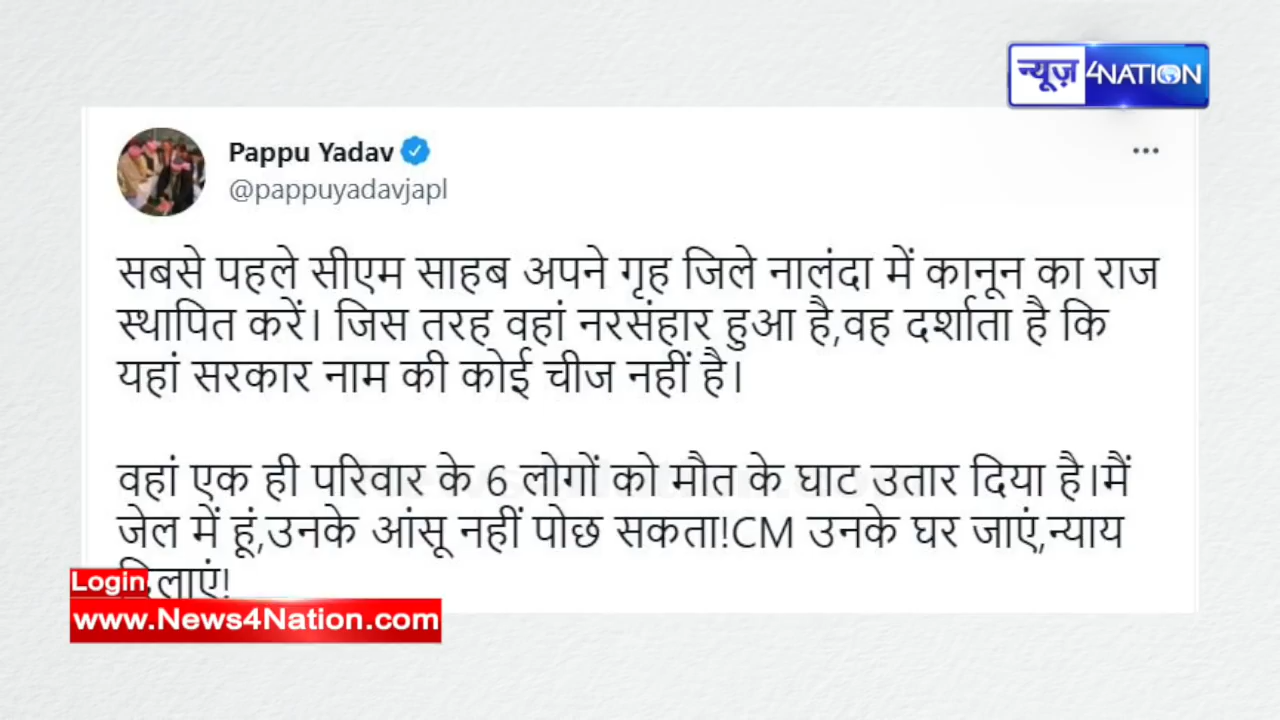 न्यूज़ 4NATION
Pappu Yadav
@pappuyadavjapl
सबसे पहले सीएम साहब अपने गृह जिले नालंदा में कानून का राज
स्थापित करें। जिस तरह वहां नरसंहार हुआ है,वह दर्शाता है कि
यहां सरकार नाम की कोई चीज नहीं है।
वहां एक ही परिवार के 6 लोगों को मौत के घाट उतार दिया है।मैं
जेल में हूं,उनके आंसू नहीं पोछ सकता!CM उनके घर जाएं,न्याय
दिलाएं!
Login
www.News4Nation.com